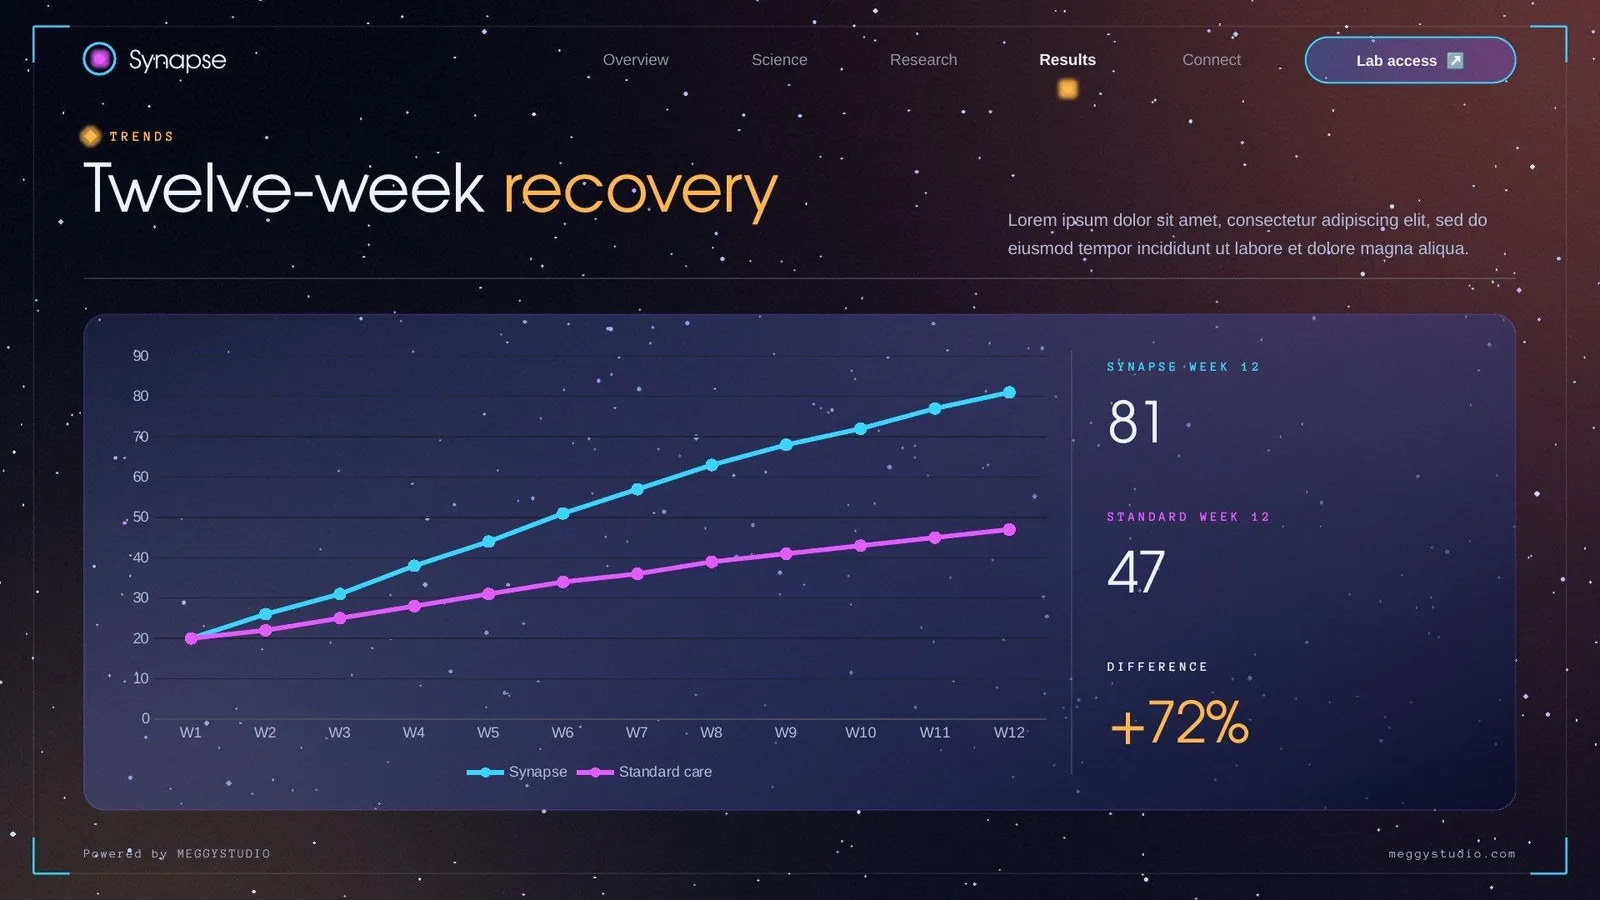 Synapse
Overview
Science
Research
Results
Connect
Lab access ↗
TRENDS
Twelve-week recovery
Lorem ipsum dolor sit amet, consectetur adipiscing elit, sed do
eiusmod tempor incididunt ut labore et dolore magna aliqua.
90
80
70
60
50
40
30
20
10
0
W1 W2 W3 W4 W5 W6 W7 W8 W9 W10 W11 W12
Synapse Standard care
SYNAPSE WEEK 12
81
STANDARD WEEK 12
47
DIFFERENCE
+72%
Powered by MEGGYSTUDIO
meggystudio.com